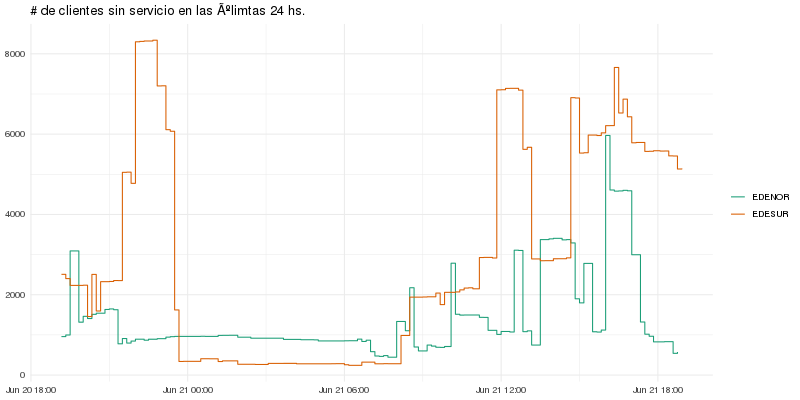 # de clientes sin servicio en las Ãºlimtas 24 hs.
8000
6000
4000
2000
0
Jun 20 18:00
Jun 21 00:00
Jun 21 06:00
Jun 21 12:00
Jun 21 18:00
EDENOR
EDESUR